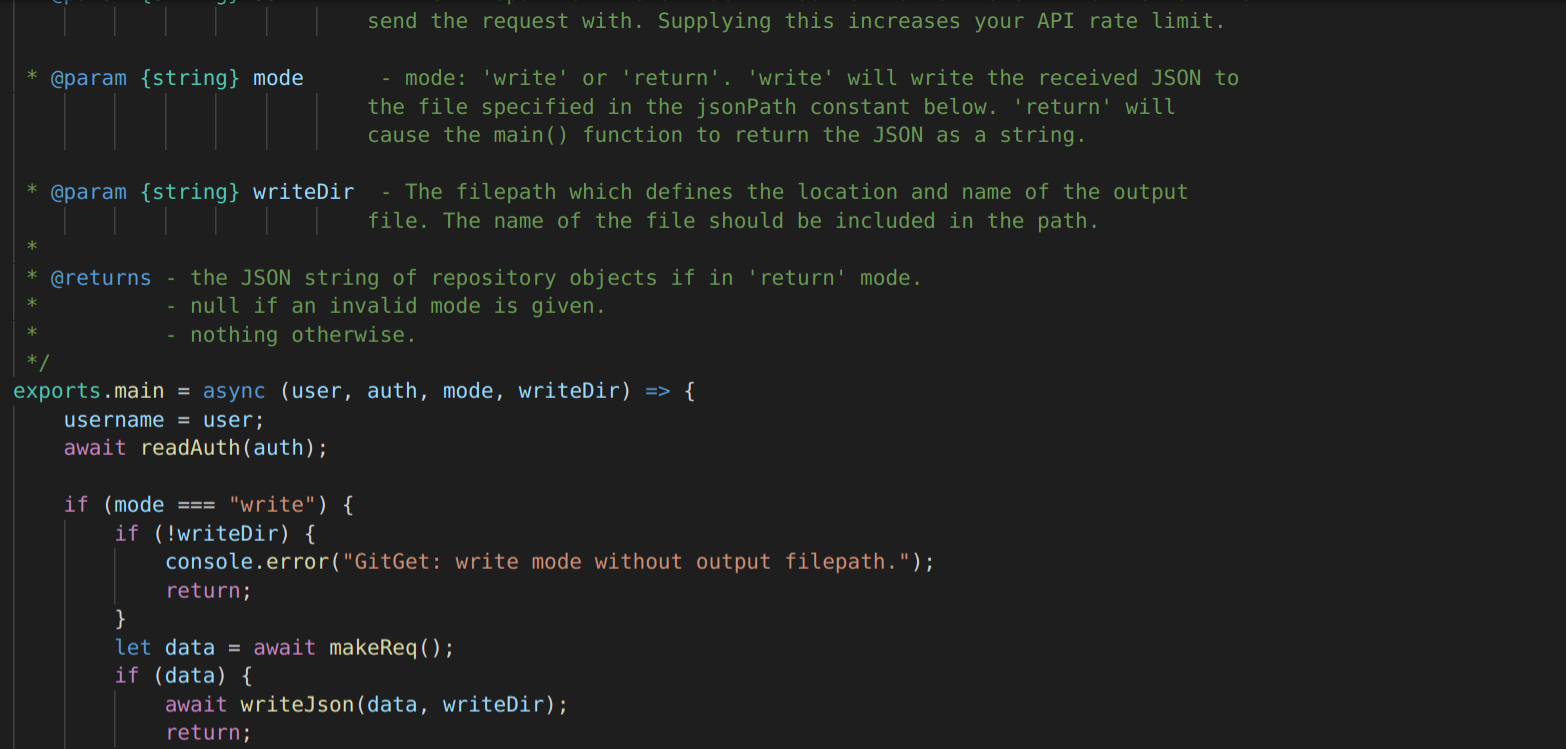 send the request with. Supplying this increases your API rate limit.
* @param {string} mode - mode: 'write' or 'return'. 'write' will write the received JSON to
the file specified in the jsonPath constant below. 'return' will
cause the main() function to return the JSON as a string.
* @param {string} writeDir - The filepath which defines the location and name of the output
file. The name of the file should be included in the path.
*
* @returns - the JSON string of repository objects if in 'return' mode.
* - null if an invalid mode is given.
* - nothing otherwise.
*/
exports.main = async (user, auth, mode, writeDir) => {
username = user;
await readAuth(auth);
if (mode === "write") {
if (!writeDir) {
console.error("GitGet: write mode without output filepath.");
return;
}
let data = await makeReq();
if (data) {
await writeJson(data, writeDir);
return;